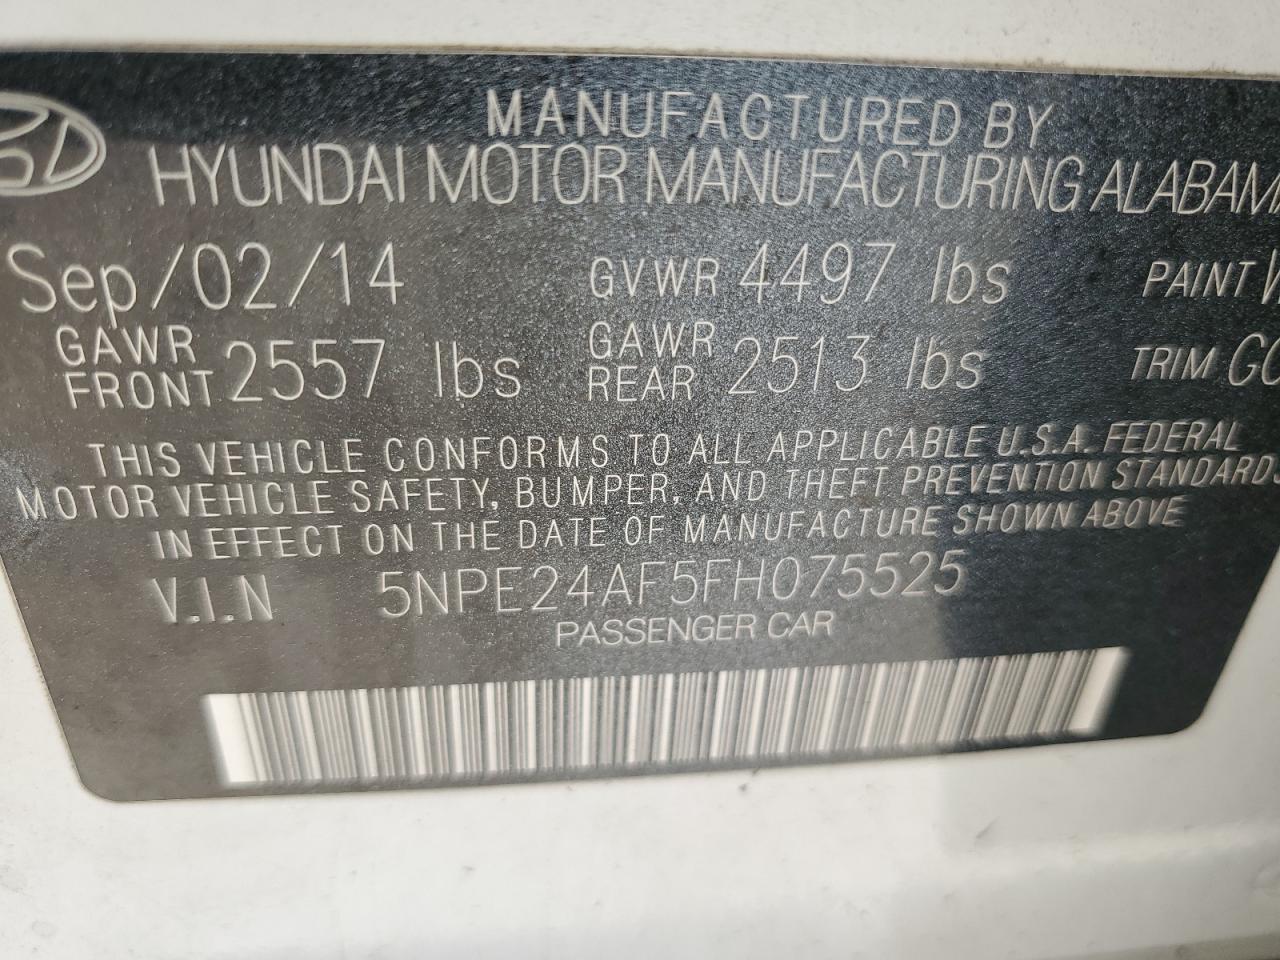 MANUFACTURED BY
HYUNDAI MOTOR MANUFACTURING ALABAMA
Sep/02/14 GVWR 4497 lbs PAINT
GAWR FRONT 2557 lbs GAWR REAR 2513 lbs TRIM
THIS VEHICLE CONFORMS TO ALL APPLICABLE U.S.A. FEDERAL
MOTOR VEHICLE SAFETY, BUMPER, AND THEFT PREVENTION STANDARDS
IN EFFECT ON THE DATE OF MANUFACTURE SHOWN ABOVE
V.I.N 5NPE24AF5FH075525
PASSENGER CAR